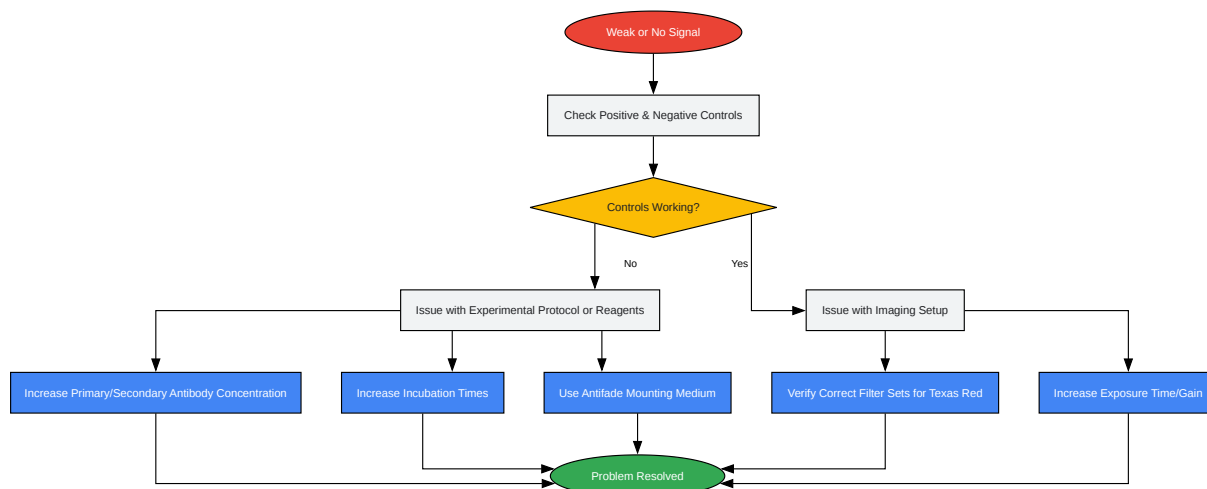 Weak or No Signal
Check Positive & Negative Controls
Controls Working?
No
Yes
Issue with Experimental Protocol or Reagents
Issue with Imaging Setup
Increase Primary/Secondary Antibody Concentration
Increase Incubation Times
Use Antifade Mounting Medium
Verify Correct Filter Sets for Texas Red
Increase Exposure Time/Gain
Problem Resolved